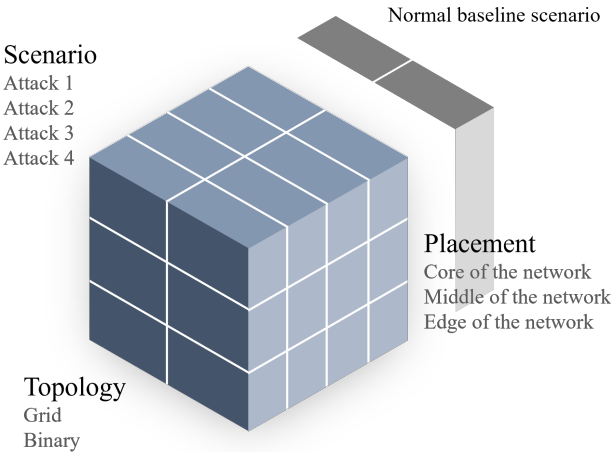 Normal baseline scenario
Scenario
Attack 1
Attack 2
Attack 3
Attack 4
Placement
Core of the network
Middle of the network
Edge of the network
Topology
Grid
Binary